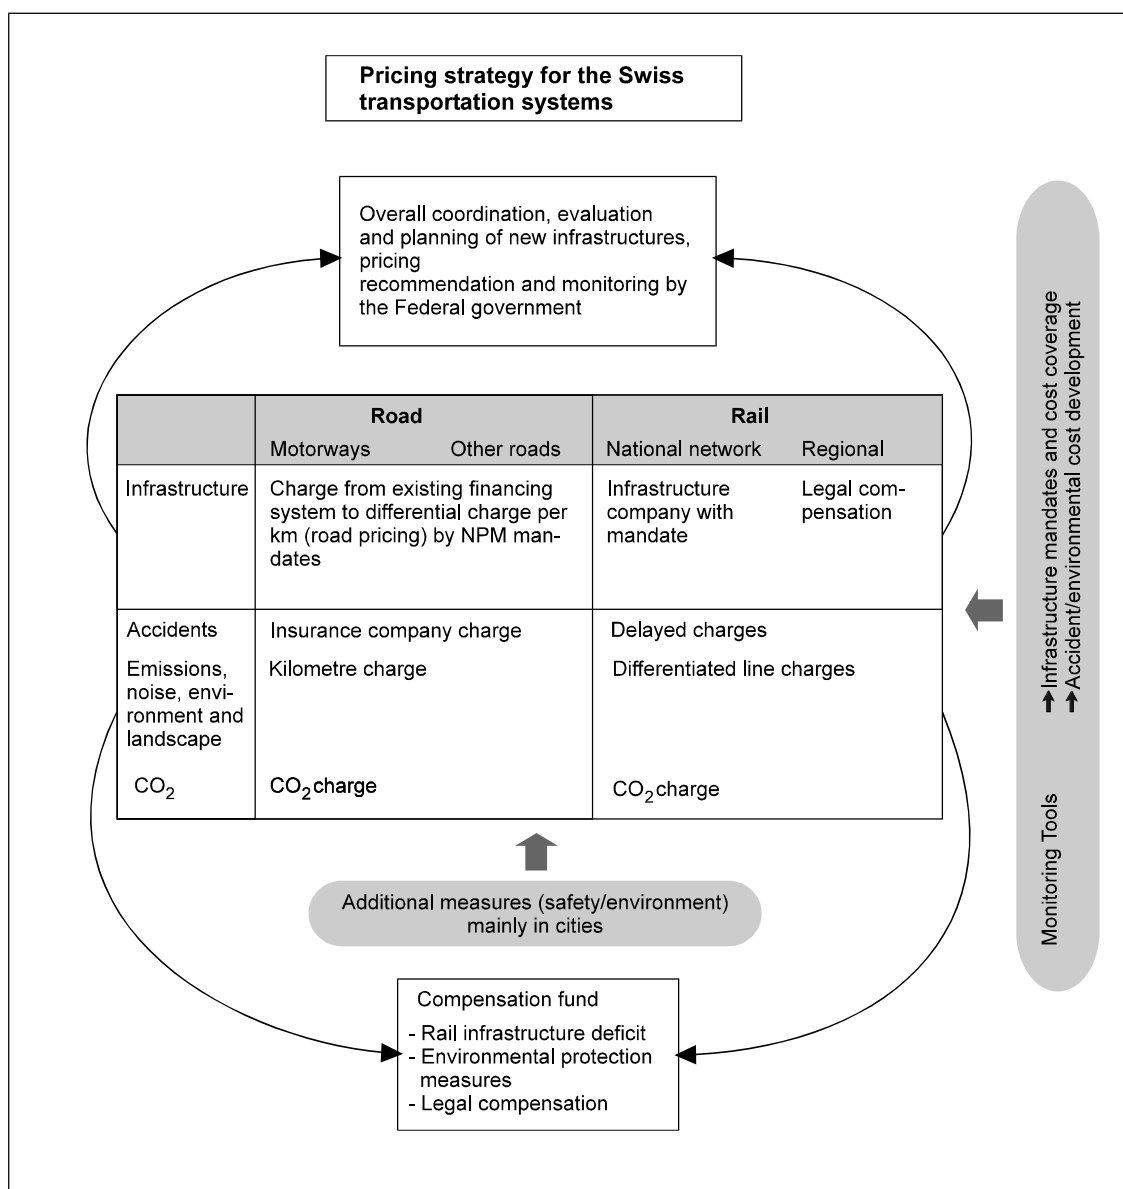 Pricing strategy for the Swiss
transportation systems
Overall coordination, evaluation
and planning of new infrastructures,
pricing
recommendation and monitoring by
the Federal government
Road
Rail
Motorways
Other roads
National network
Regional
Infrastructure
Charge from existing financing
system to differential charge per
km (road pricing) by NPM man-
dates
Infrastructure
company with
mandate
Legal com-
pensation
Accidents
Insurance company charge
Delayed charges
Emissions,
noise, envi-
ronment and
landscape
Kilometre charge
Differentiated line charges
CO2
CO2 charge
CO2 charge
Additional measures (safety/environment)
mainly in cities
Compensation fund
- Rail infrastructure deficit
- Environmental protection
measures
- Legal compensation
Monitoring Tools
➞Infrastructure mandates and cost coverage
➞Accident/environmental cost development